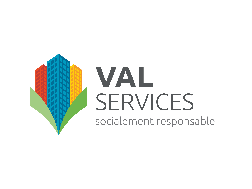 VAL
SERVICES
socialement responsable